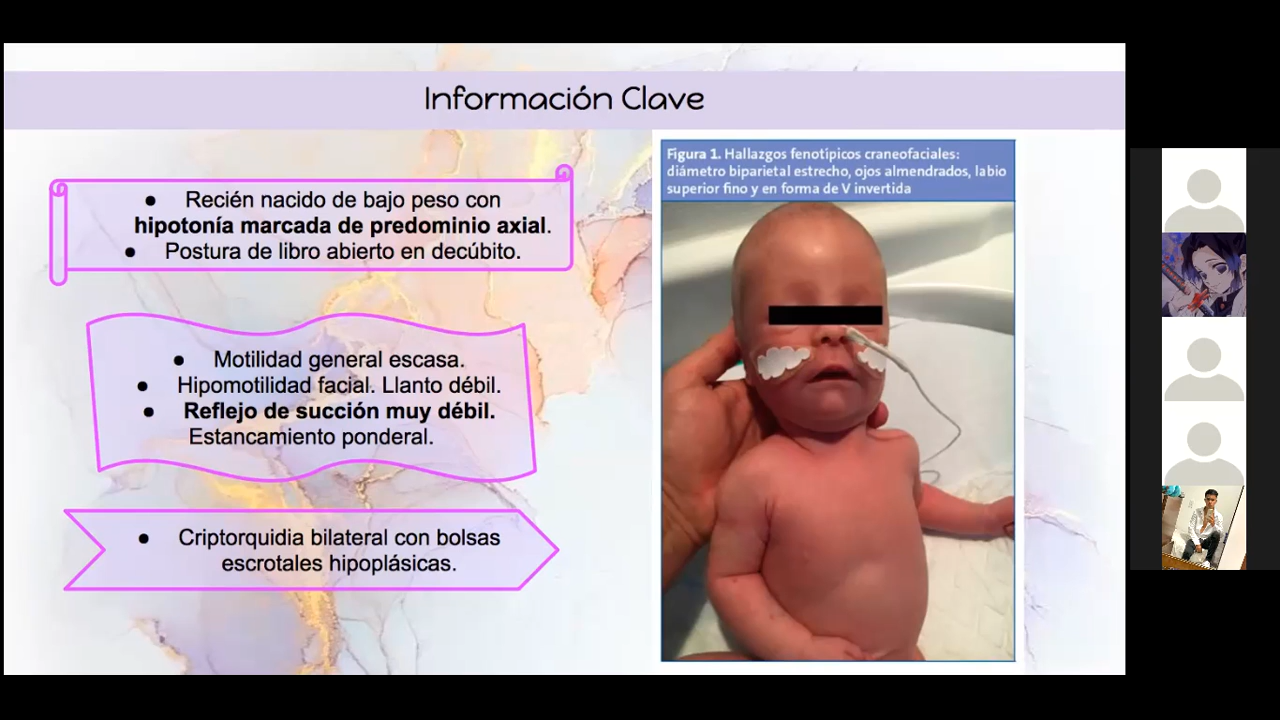 Información Clave
● Recién nacido de bajo peso con
hipotonía marcada de predominio axial.
● Postura de libro abierto en decúbito.
● Motilidad general escasa.
● Hipomotilidad facial. Llanto débil.
● Reflejo de succión muy débil.
Estancamiento ponderal.
● Criptorquidia bilateral con bolsas
escrotales hipoplásicas.
Figura 1. Hallazgos fenotípicos craneofaciales:
diámetro biparietal estrecho, ojos almendrados, labio
superior fino y en forma de V invertida